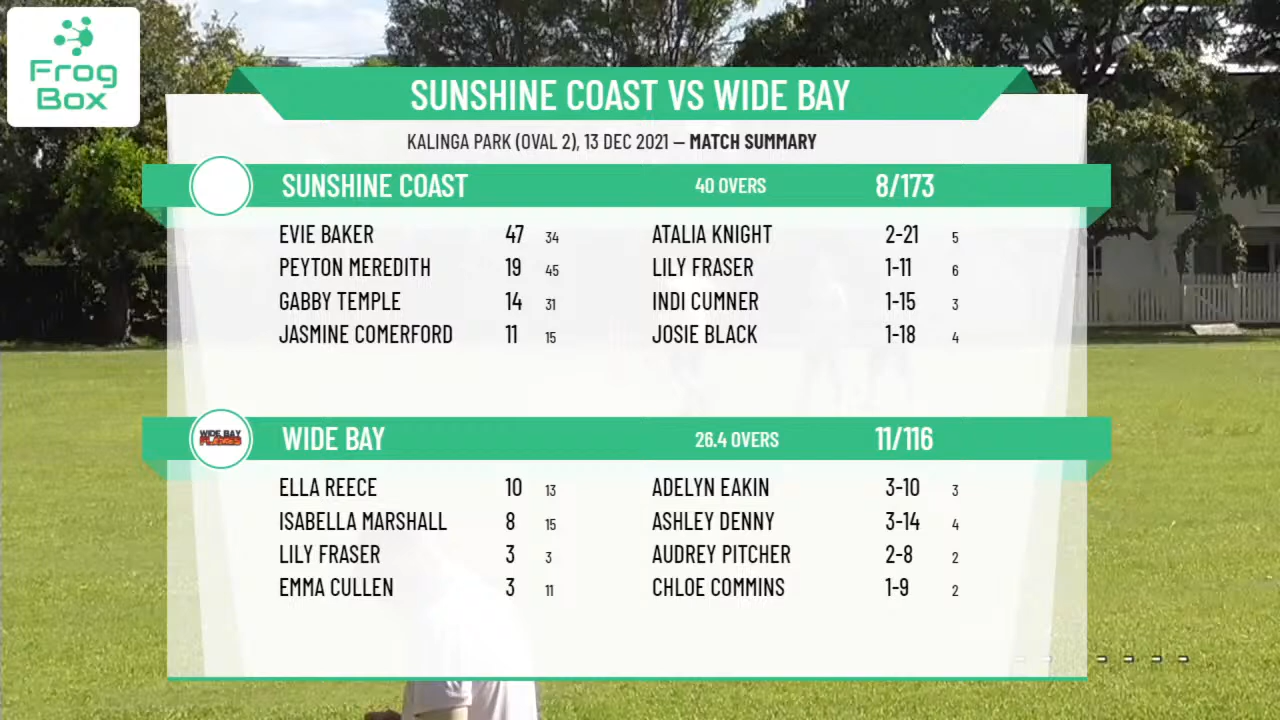 Frog
Box
SUNSHINE COAST VS WIDE BAY
KALINGA PARK (OVAL 2), 13 DEC 2021 – MATCH SUMMARY
SUNSHINE COAST 40 OVERS 8/173
EVIE BAKER 47 34 ATALIA KNIGHT 2-21 5
PEYTON MEREDITH 19 45 LILY FRASER 1-11 6
GABBY TEMPLE 14 31 INDI CUMNER 1-15 3
JASMINE COMERFORD 11 15 JOSIE BLACK 1-18 4
WIDE BAY
WIDE BAY 26.4 OVERS 11/116
ELLA REECE 10 13 ADELYN EAKIN 3-10 3
ISABELLA MARSHALL 8 15 ASHLEY DENNY 3-14 4
LILY FRASER 3 3 AUDREY PITCHER 2-8 2
EMMA CULLEN 3 11 CHLOE COMMINS 1-9 2